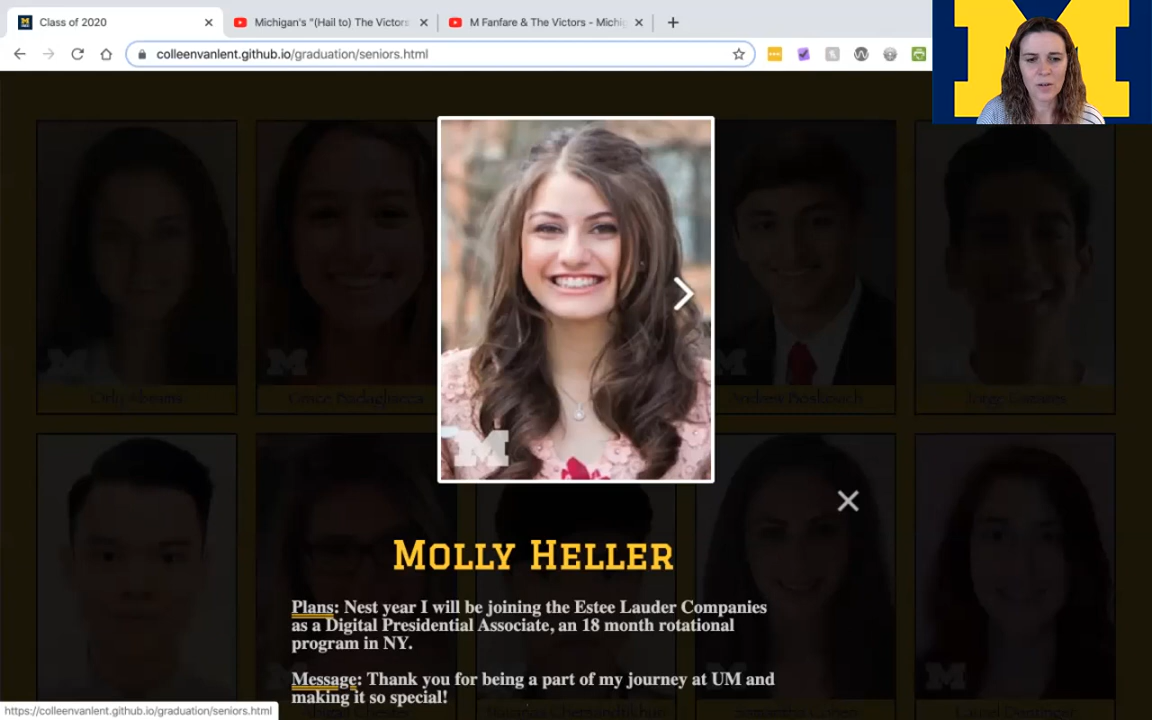 Class of 2020
Michigan's "(Hail to) The Victors
M Fanfare & The Victors - Michi
colleenvanlent.github.io/graduation/seniors.html
M
Orly Abrams
M
MOLLY HELLER
Plans: Nest year I will be joining the Estee Lauder Companies
as a Digital Presidential Associate, an 18 month rotational
program in NY.
Message: Thank you for being a part of my journey at UM and
making it so special!
https://colleenvanlent.github.io/graduation/seniors.html